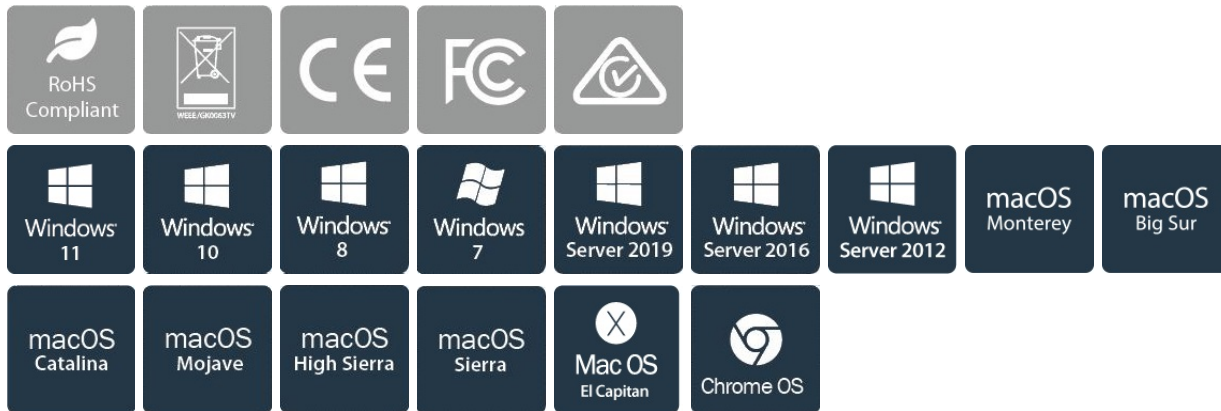 RoHS
Compliant
WEEE/GK0063TV
CE
FC
Windows
11
Windows
10
Windows
8
Windows
7
Windows
Server 2019
Windows
Server 2016
Windows
Server 2012
macOS
Monterey
macOS
Big Sur
macOS
Catalina
macOS
Mojave
macOS
High Sierra
macOS
Sierra
X
Mac OS
El Capitan
Chrome OS